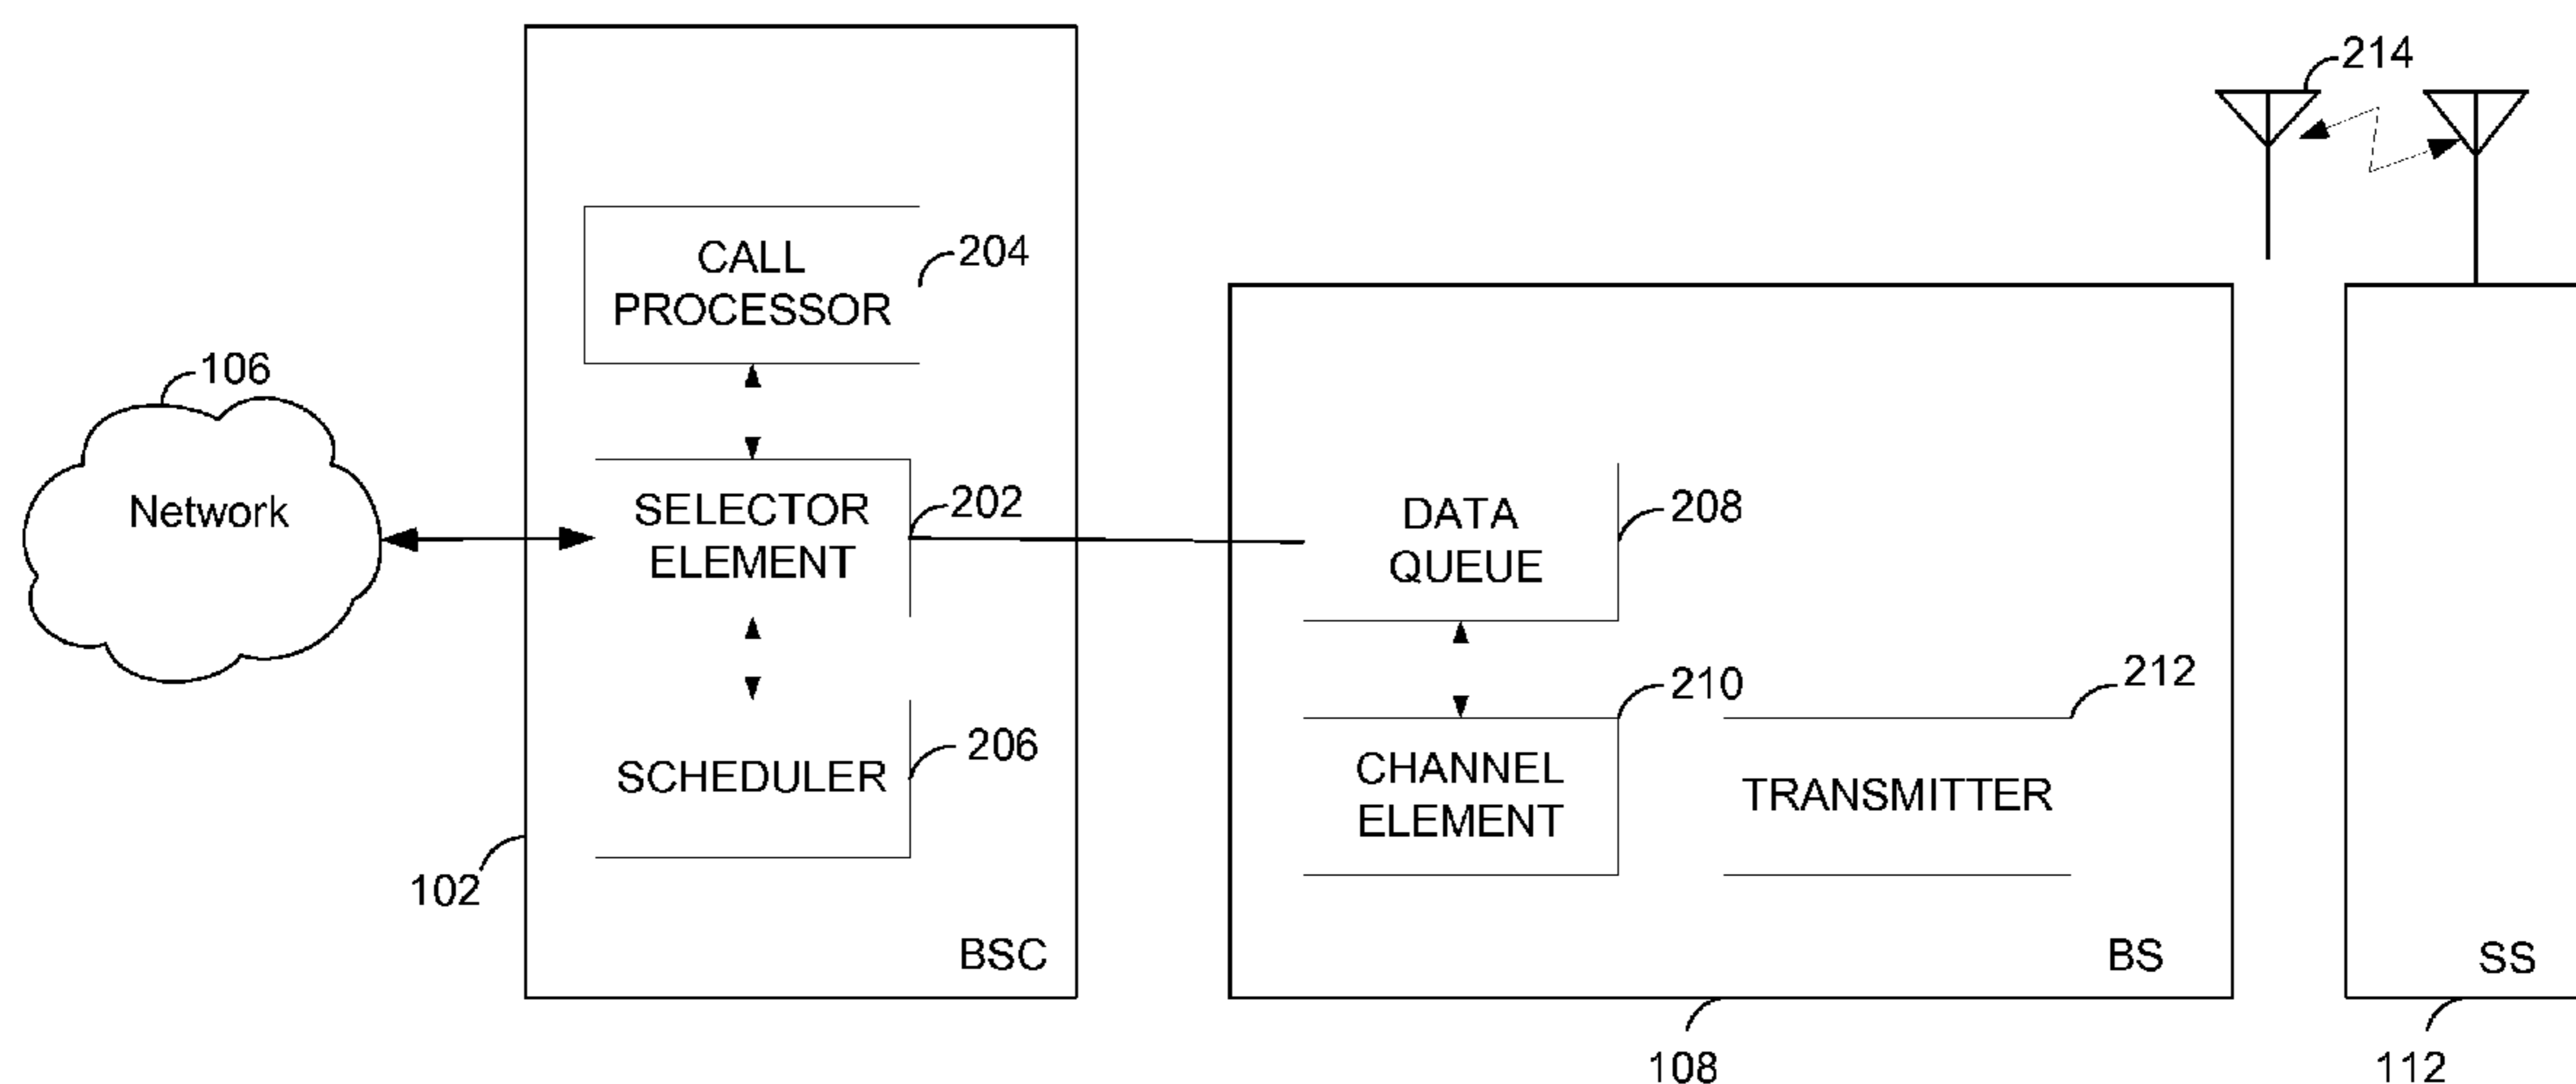 214
CALL
PROCESSOR
204
106
Network
SELECTOR
ELEMENT
202
DATA
QUEUE
208
SCHEDULER
206
CHANNEL
ELEMENT
210
TRANSMITTER
212
102
BSC
BS
SS
108
112